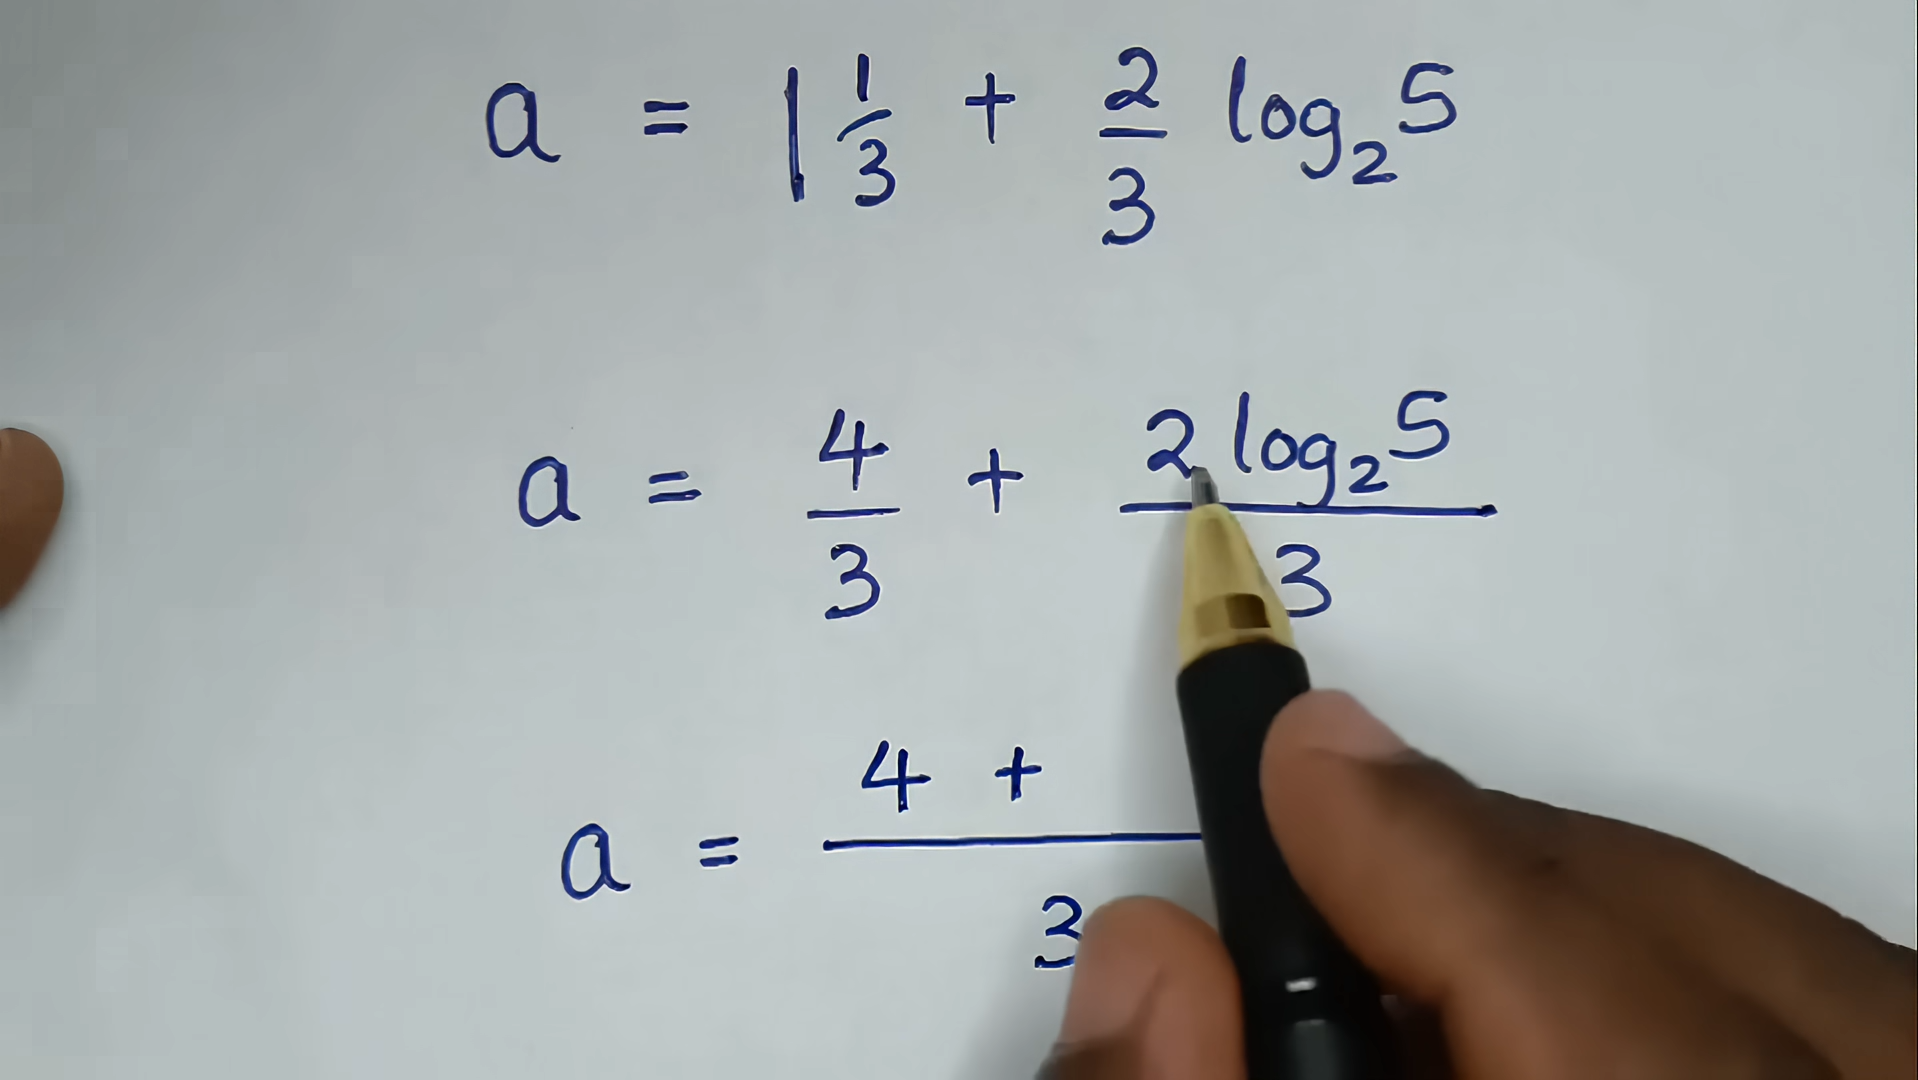 a = 1 1/3 + 2/3 log₂5
a = 4/3 + 2 log₂5/3
a = 4 + /3